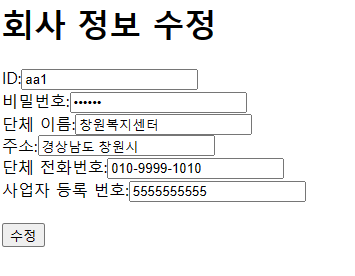 회사 정보 수정
ID:aa1
비밀번호:••••••
단체 이름:창원복지센터
주소:경상남도 창원시
단체 전화번호:010-9999-1010
사업자 등록 번호:5555555555
수정